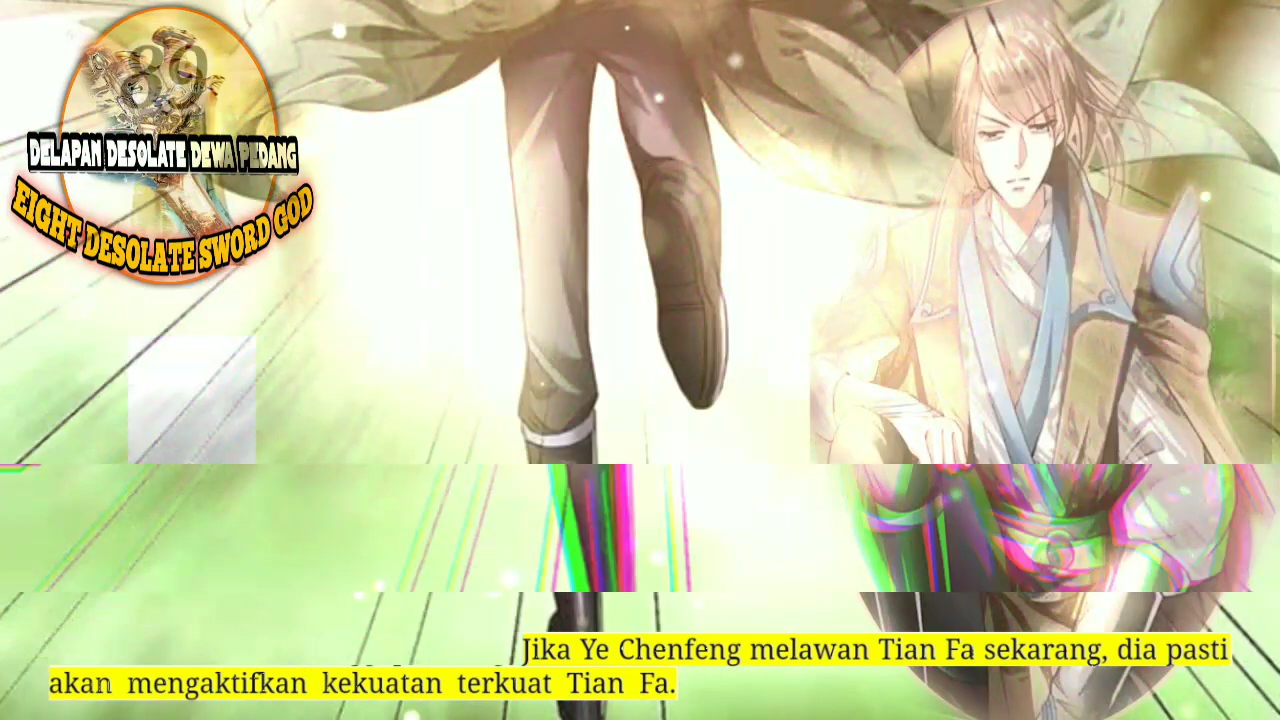 89
DELAPAN DESOLATE DEWA PEDANG
EIGHT DESOLATE SWORD GOD
Jika Ye Chenfeng melawan Tian Fa sekarang, dia pasti
akan mengaktifkan kekuatan terkuat Tian Fa.